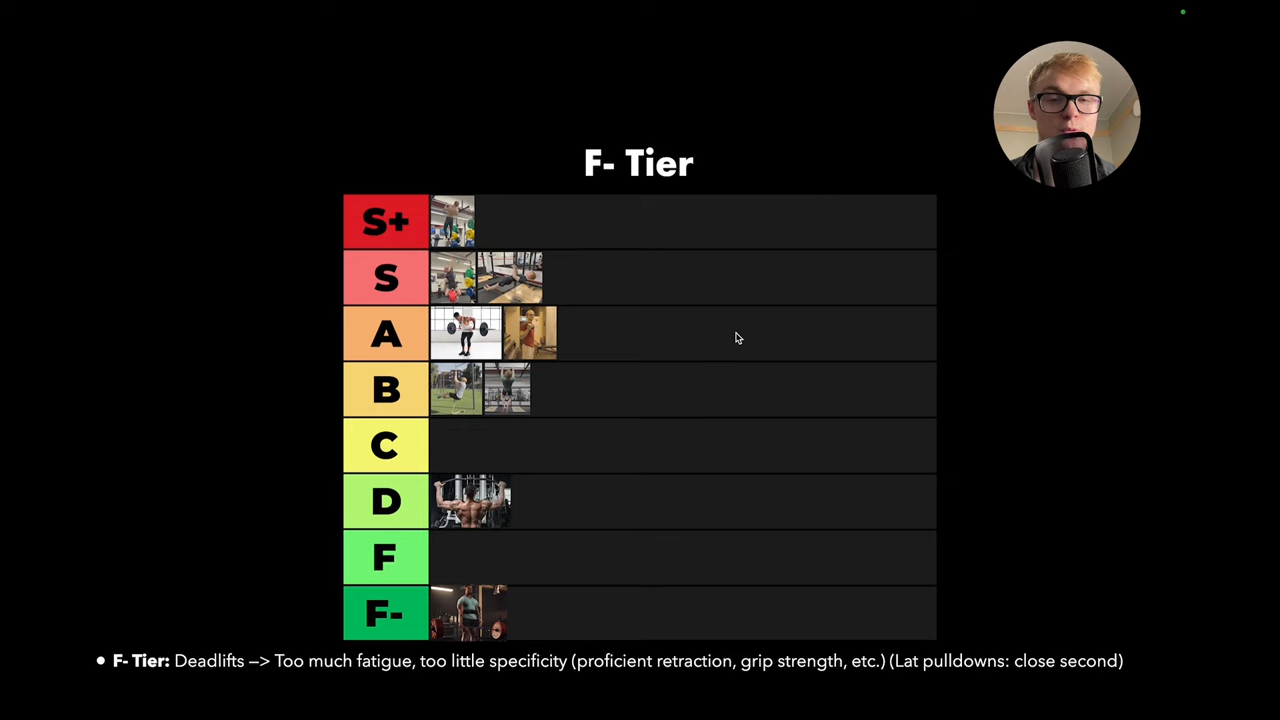 F- Tier
S+
S
A
B
C
D
F
F-
• F- Tier: Deadlifts —> Too much fatigue, too little specificity (proficient retraction, grip strength, etc.) (Lat pulldowns: close second)